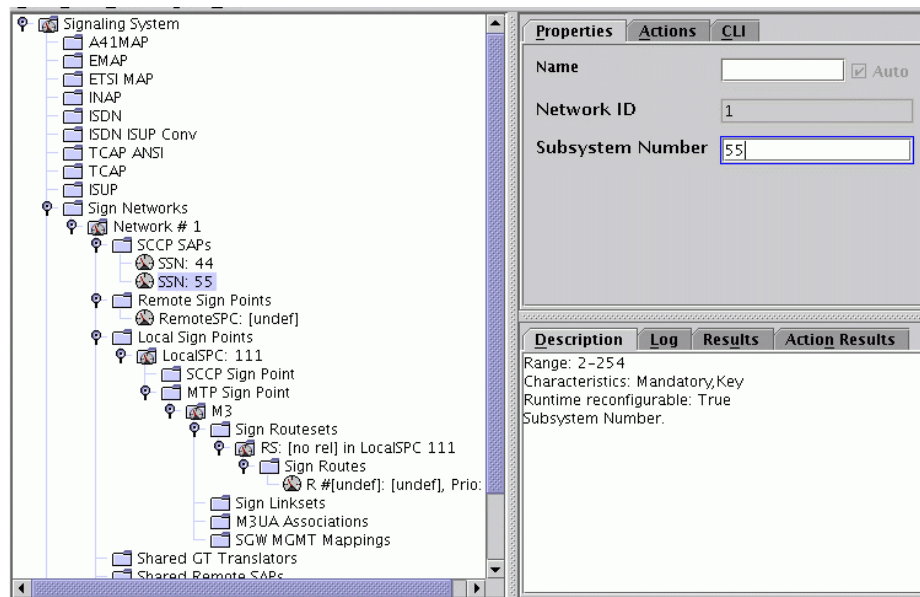 Signaling System
A41MAP
EMAP
ETSI MAP
INAP
ISDN
ISDN ISUP Conv
TCAP ANSI
TCAP
ISUP
Sign Networks
Network # 1
SCCP SAPs
SSN: 44
SSN: 55
Remote Sign Points
RemoteSPC: [undef]
Local Sign Points
LocalSPC: 111
SCCP Sign Point
MTP Sign Point
M3
Sign Routesets
RS: [no rel] in LocalSPC 111
Sign Routes
R #[undef]: [undef], Prio:
Sign Linksets
M3UA Associations
SGW MGMT Mappings
Shared GT Translators
Shared Remote SAPs
Properties Actions CLI
Name Auto
Network ID 1
Subsystem Number 55
Description Log Results Action Results
Range: 2-254
Characteristics: Mandatory,Key
Runtime reconfigurable: True
Subsystem Number.